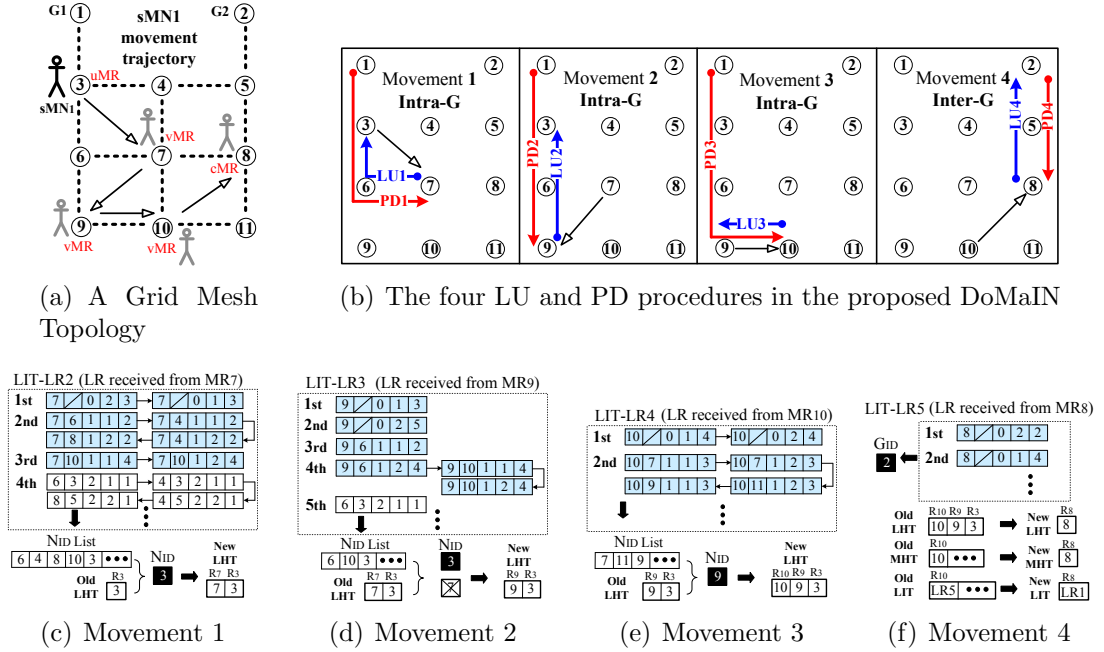 G1 1 sMN1 G2 2
movement
trajectory
uMR
3 4 5
sMN1
vMR
6 7 8
cMR
9 10 11
vMR vMR
(a) A Grid Mesh
Topology
1 Movement 1 2
Intra-G
3 4 5
LU1
6 7 8
PD1
9 10 11
1 Movement 2 2
Intra-G
3 4 5
PD2 LU2
6 7 8
9 10 11
1 Movement 3 2
Intra-G
3 4 5
PD3
6 7 8
LU3
9 10 11
1 Movement 4 2
Inter-G
3 4 5
LU4 PD4
6 7 8
9 10 11
(b) The four LU and PD procedures in the proposed DoMaIN
LIT-LR2 (LR received from MR7)
1st 7 0 2 3 7 0 1 3
2nd 7 6 1 1 2 7 4 1 1 2
7 8 1 2 2 7 4 1 2 2
3rd 7 10 1 1 4 7 10 1 2 4
4th 6 3 2 1 1 4 3 2 1 1
8 5 2 2 1 4 5 2 2 1
NID List
6 4 8 10 3 •••
NID
3
New
LHT
R7 R3
7 3
Old
LHT
R3
3
(c) Movement 1
LIT-LR3 (LR received from MR9)
1st 9 0 1 3
2nd 9 0 2 5
3rd 9 6 1 1 2
4th 9 6 1 2 4 9 10 1 1 4
9 10 1 2 4
5th 6 3 2 1 1
NID List
6 10 3 •••
NID
3
7
New
LHT
R9 R3
9 3
Old
LHT
R7 R3
7 3
(d) Movement 2
LIT-LR4 (LR received from MR10)
1st 10 0 1 4 10 0 2 4
2nd 10 7 1 1 3 10 7 1 2 3
10 9 1 1 3 10 11 1 2 3
NID List
7 11 9 •••
NID
9
New
LHT
R10 R9 R3
10 9 3
Old
LHT
R9 R3
9 3
(e) Movement 3
LIT-LR5 (LR received from MR8)
GID
2
1st 8 0 2 2
2nd 8 0 1 4
Old
LHT
R10 R9 R3
10 9 3
New
LHT
R8
8
Old
MHT
R10
10 •••
New
MHT
R8
8
Old
LIT
R10
LR5 •••
New
LIT
R8
LR1
(f) Movement 4